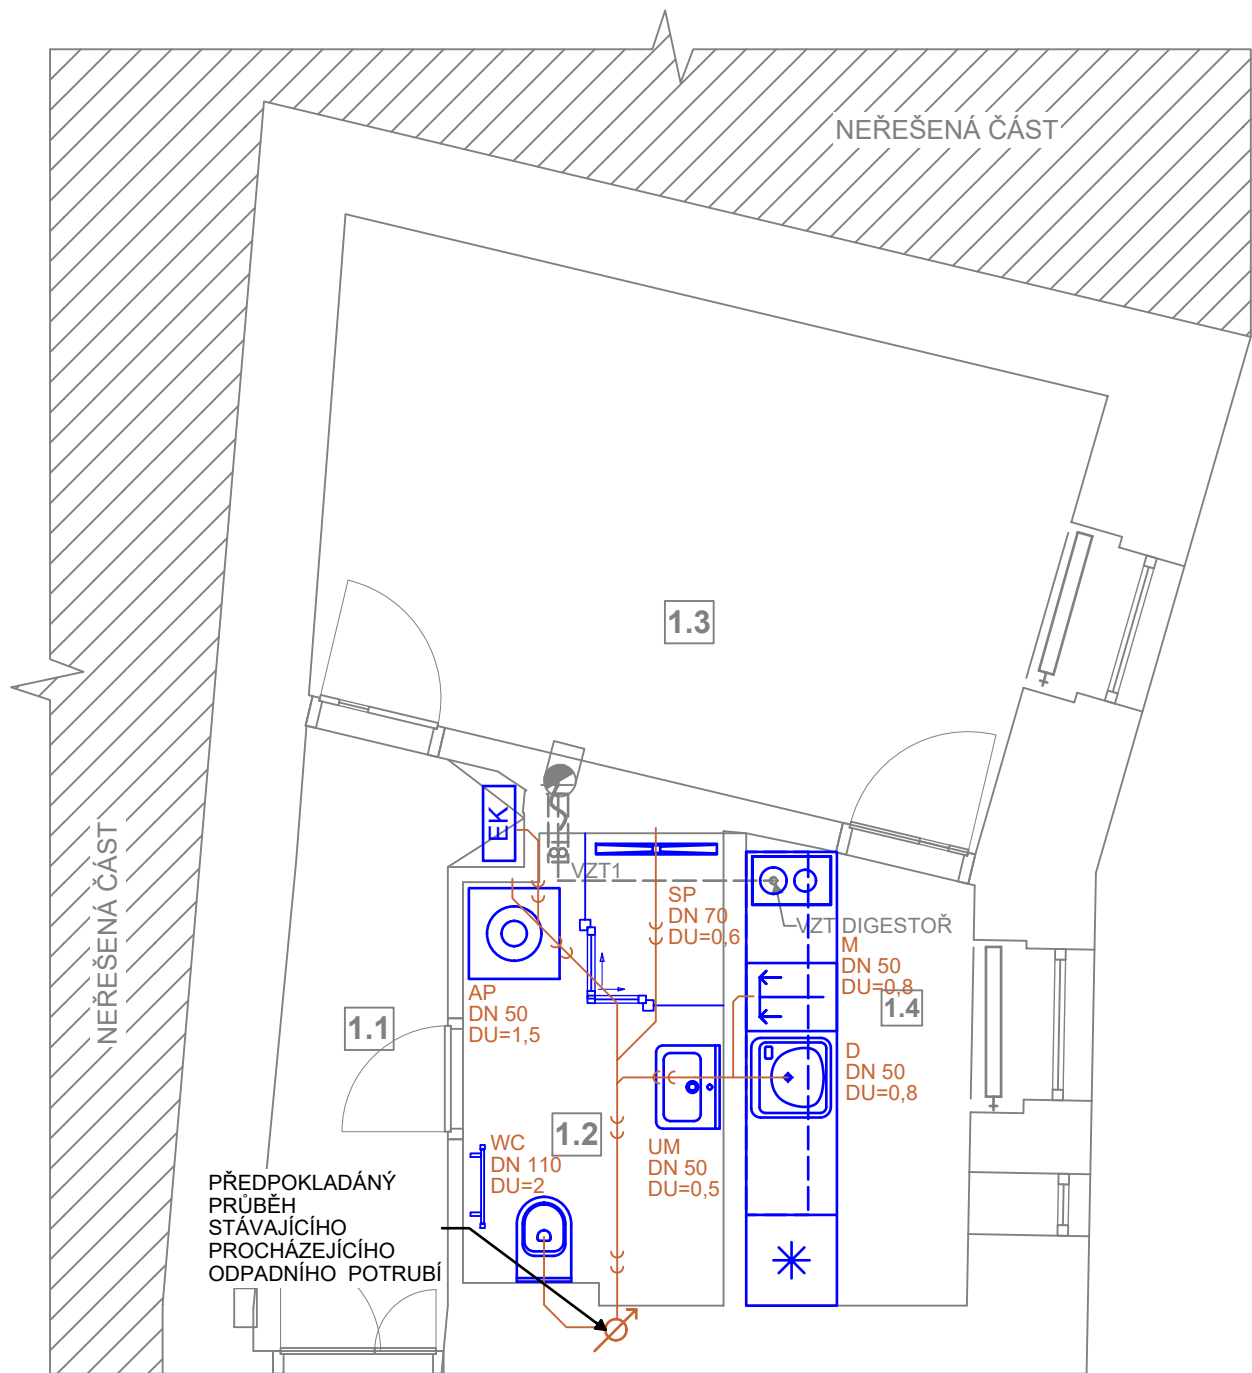 NEŘEŠENÁ ČÁST
1.3
EK
VZT1
SP
DN 70
DU=0,6
VZT DIGESTOŘ
M
DN 50
DU=0,8
1.4
NEŘEŠENÁ ČÁST
AP
DN 50
DU=1,5
1.1
D
DN 50
DU=0,8
1.2
WC
DN 110
DU=2
UM
DN 50
DU=0,5
PŘEDPOKLADÁNÝ
PRŮBĚH
STÁVAJÍCÍHO
PROCHÁZEJÍCÍHO
ODPADNÍHO POTRUBÍ